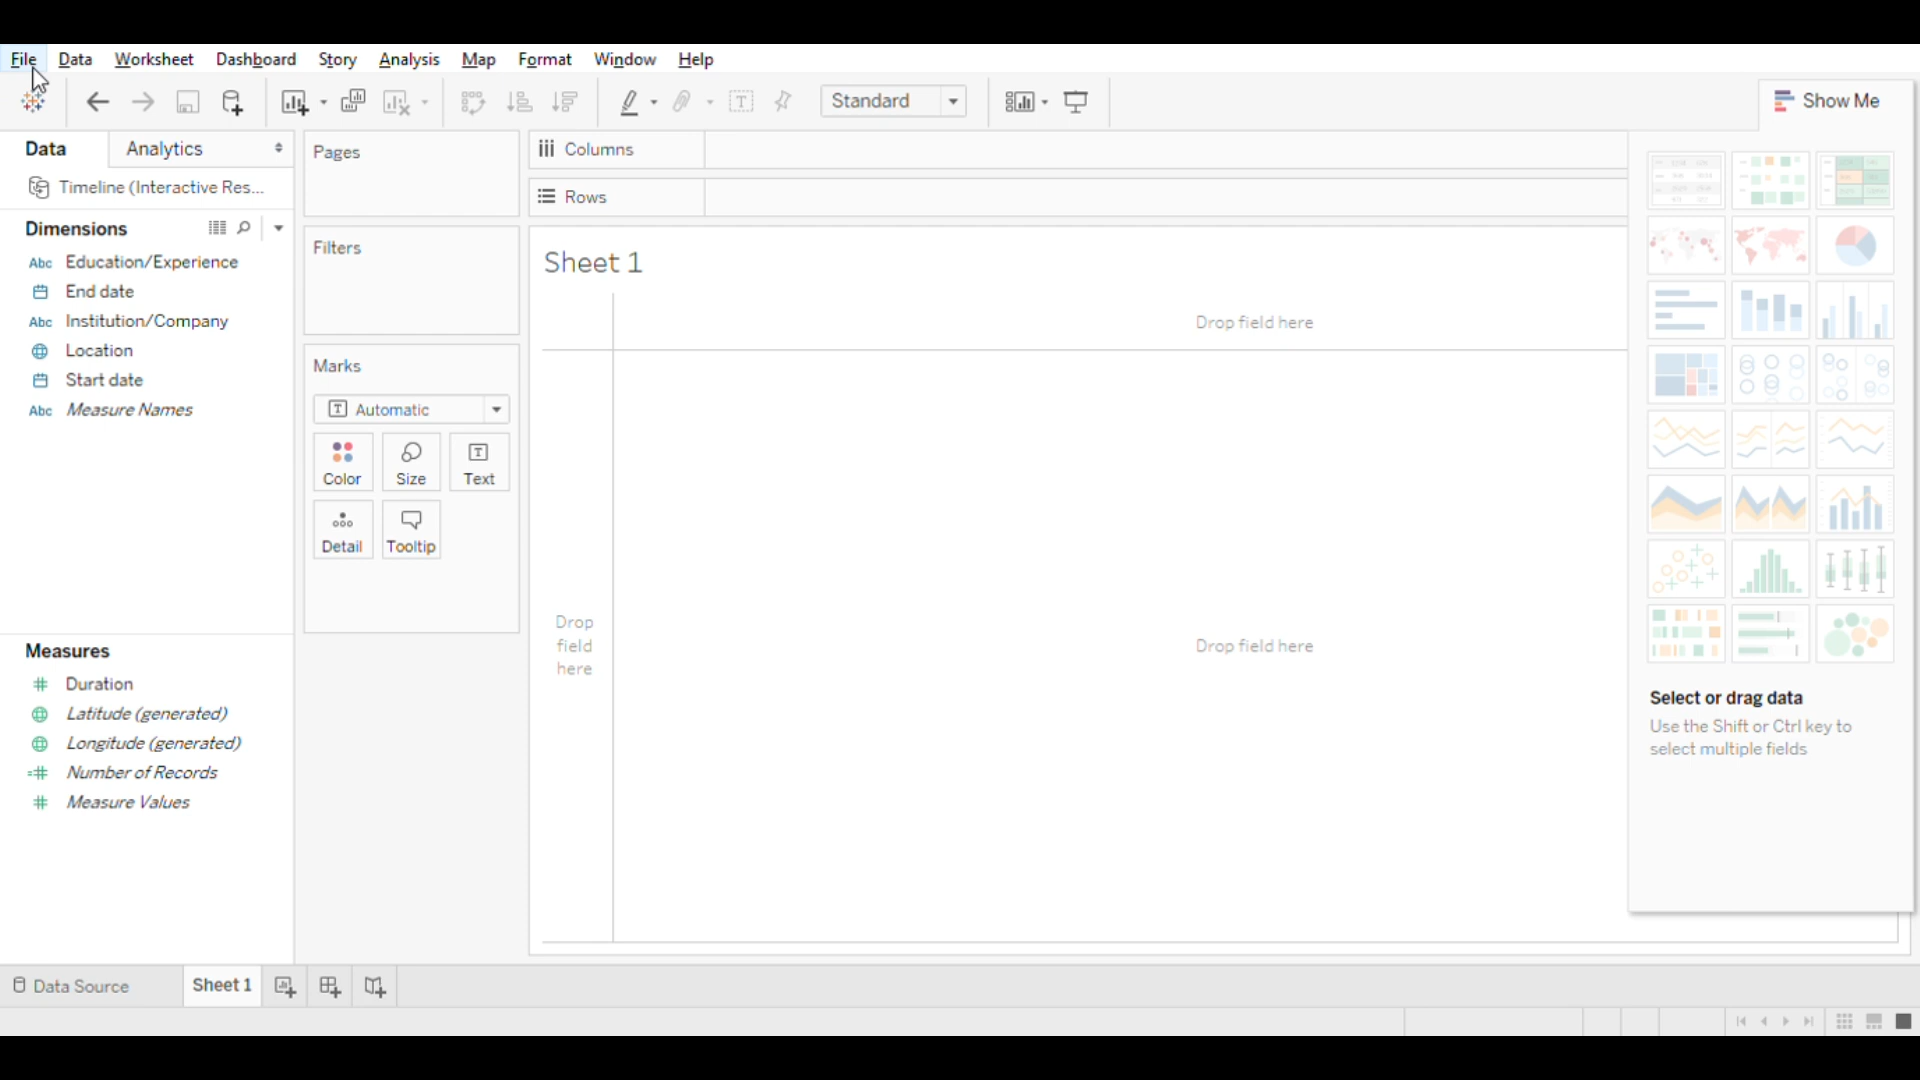 File Data Worksheet Dashboard Story Analysis Map Format Window Help
Standard
Show Me
Data Analytics
Timeline (Interactive Res...
Dimensions
Abc Education/Experience
End date
Abc Institution/Company
Location
Start date
Abc Measure Names
Measures
Duration
Latitude (generated)
Longitude (generated)
Number of Records
Measure Values
Pages
Filters
Marks
Automatic
Color Size Text
Detail Tooltip
Columns
Rows
Sheet 1
Drop field here
Drop
field
here
Drop field here
Select or drag data
Use the Shift or Ctrl key to
select multiple fields
Data Source Sheet 1